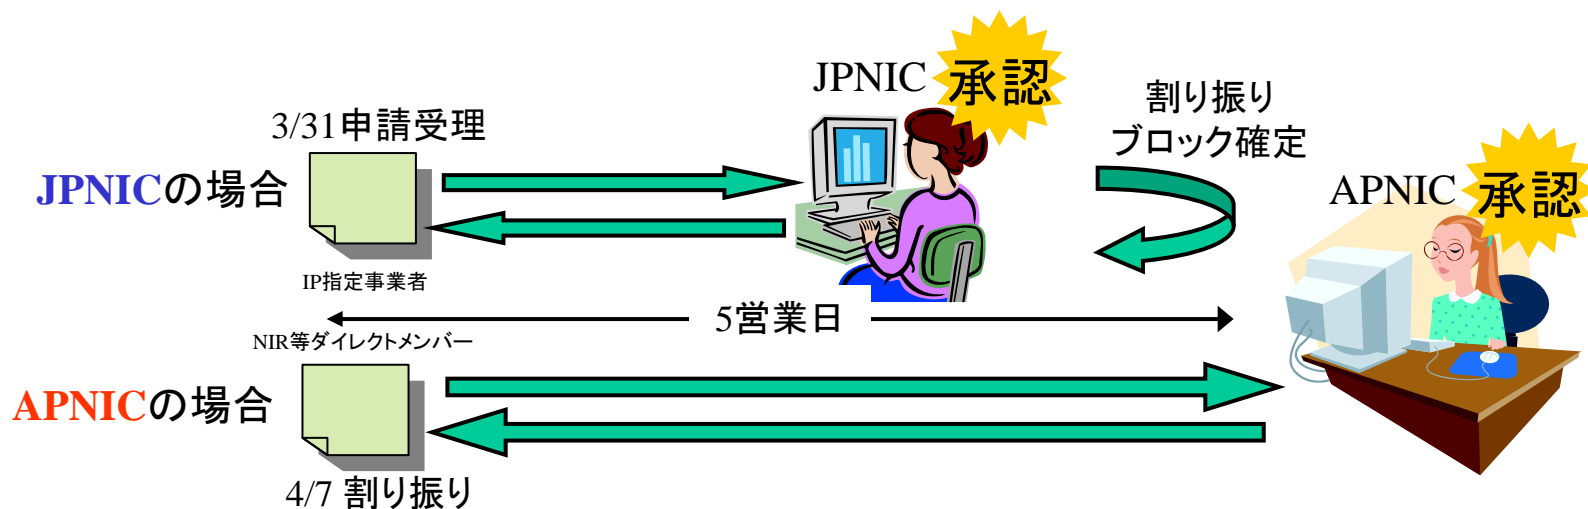 JPNIC 承認
割り振り
ブロック確定
3/31申請受理
JPNICの場合
APNIC 承認
IP指定事業者
5営業日
NIR等ダイレクトメンバー
APNICの場合
4/7 割り振り